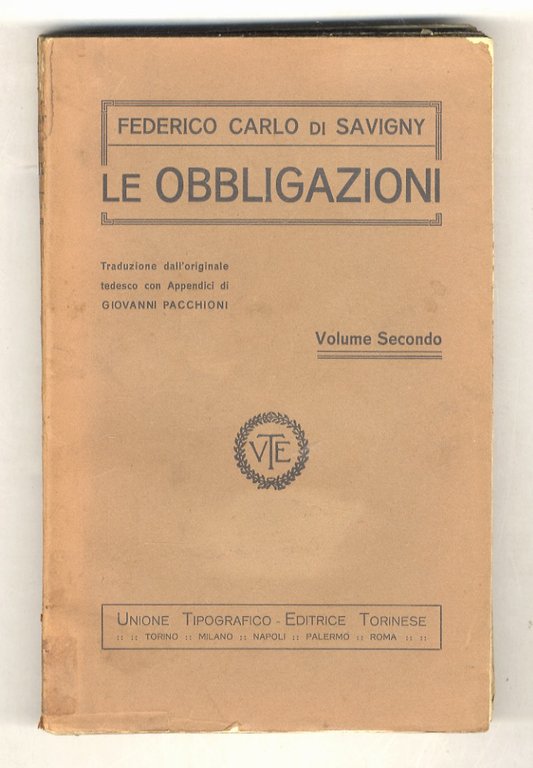 FEDERICO CARLO DI SAVIGNY
LE OBBLIGAZIONI
Traduzione dall'originale
tedesco con Appendici di
GIOVANNI PACCHIONI
Volume Secondo
VTE
UNIONE TIPOGRAFICO - EDITRICE TORINESE
:: :: TORINO :: MILANO :: NAPOLI :: PALERMO :: ROMA :: ::